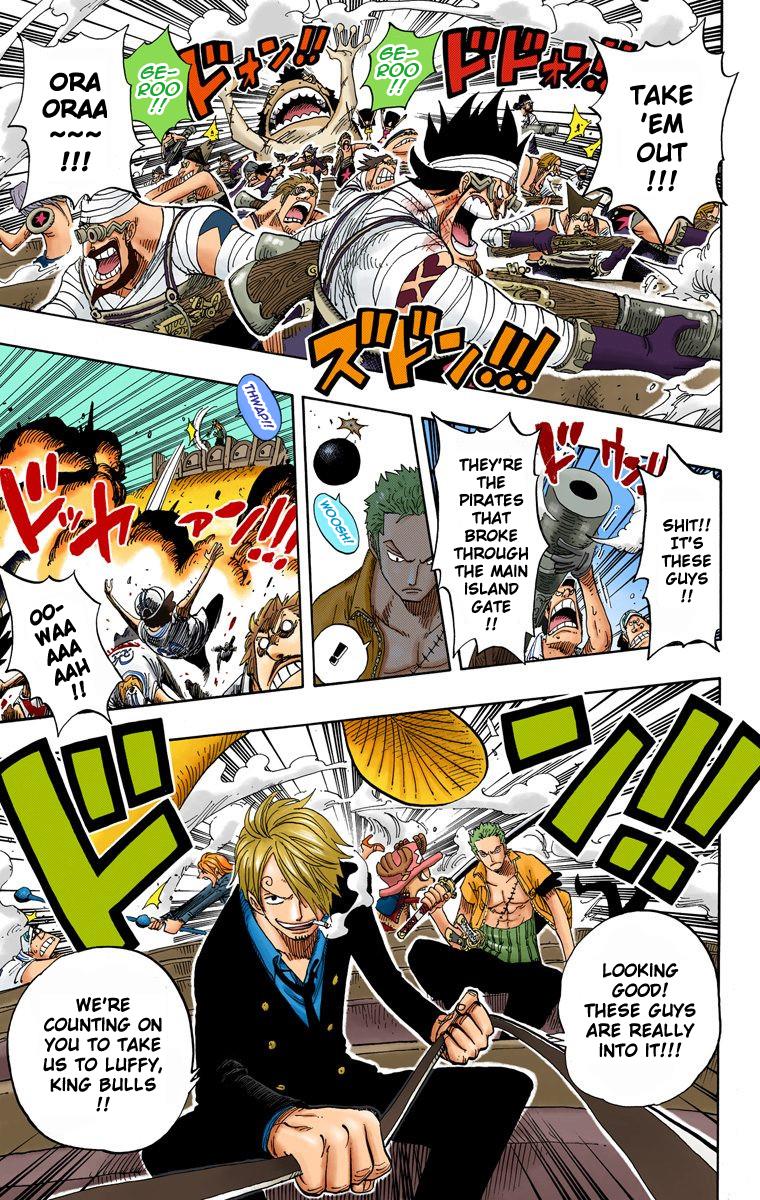 TAKE
'EM
OUT
!!!
ドドォン!!
GE-
ROO
!!
ドォン!!
GE-
ROO
!!
ORA
ORAA
~~~
!!!
ズドン!!!
SHIT!!
IT'S
THESE
GUYS
!!
ドゥッ
THEY'RE
THE
PIRATES
THAT
BROKE
THROUGH
THE MAIN
ISLAND
GATE
!!
WOOSH!
!
THWAP!!
ドッカァーン!!!
OO-
WAA
AAA
AAH
!!
ドン!!!
LOOKING
GOOD!
THESE GUYS
ARE REALLY
INTO IT!!!
WE'RE
COUNTING ON
YOU TO TAKE
US TO LUFFY,
KING BULLS
!!